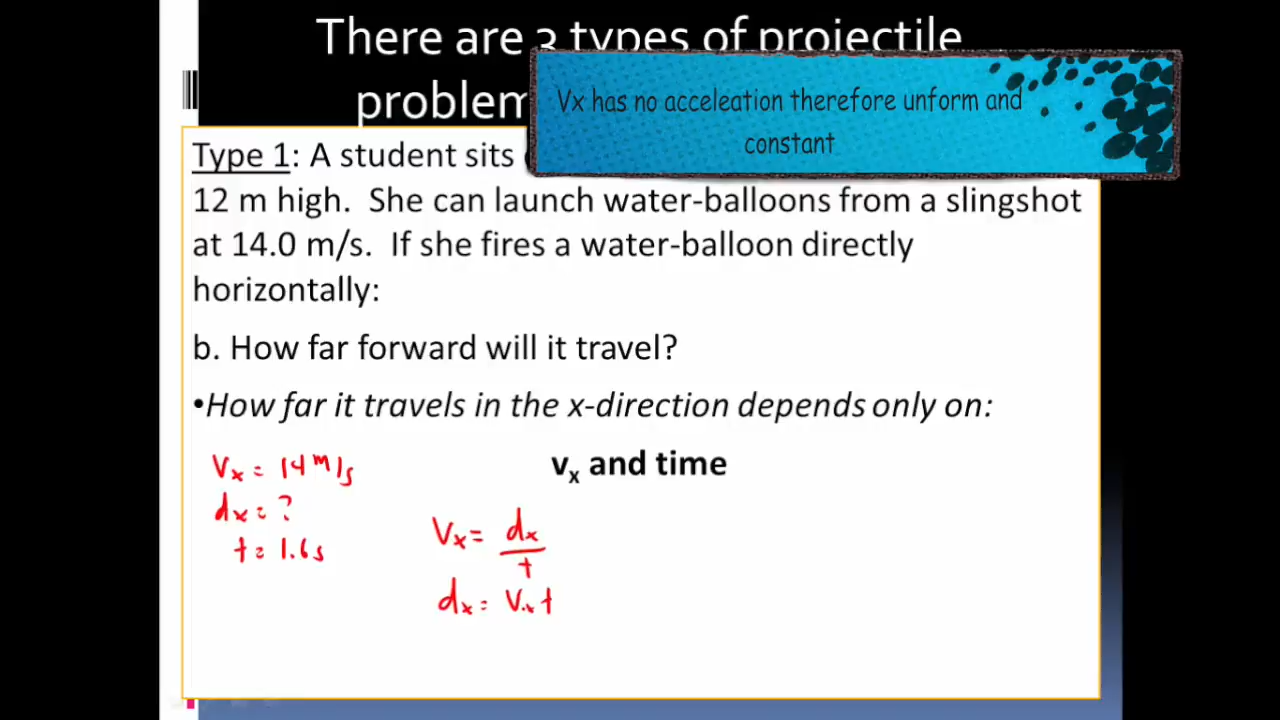 There are 3 types of projectile
problem
Vx has no acceleation therefore unform and
constant
Type 1: A student sits
12 m high. She can launch water-balloons from a slingshot
at 14.0 m/s. If she fires a water-balloon directly
horizontally:
b. How far forward will it travel?
•How far it travels in the x-direction depends only on:
vx and time
Vx = 14 m/s
dx = ?
t = 1.6s
Vx = dx/t
dx = Vx t